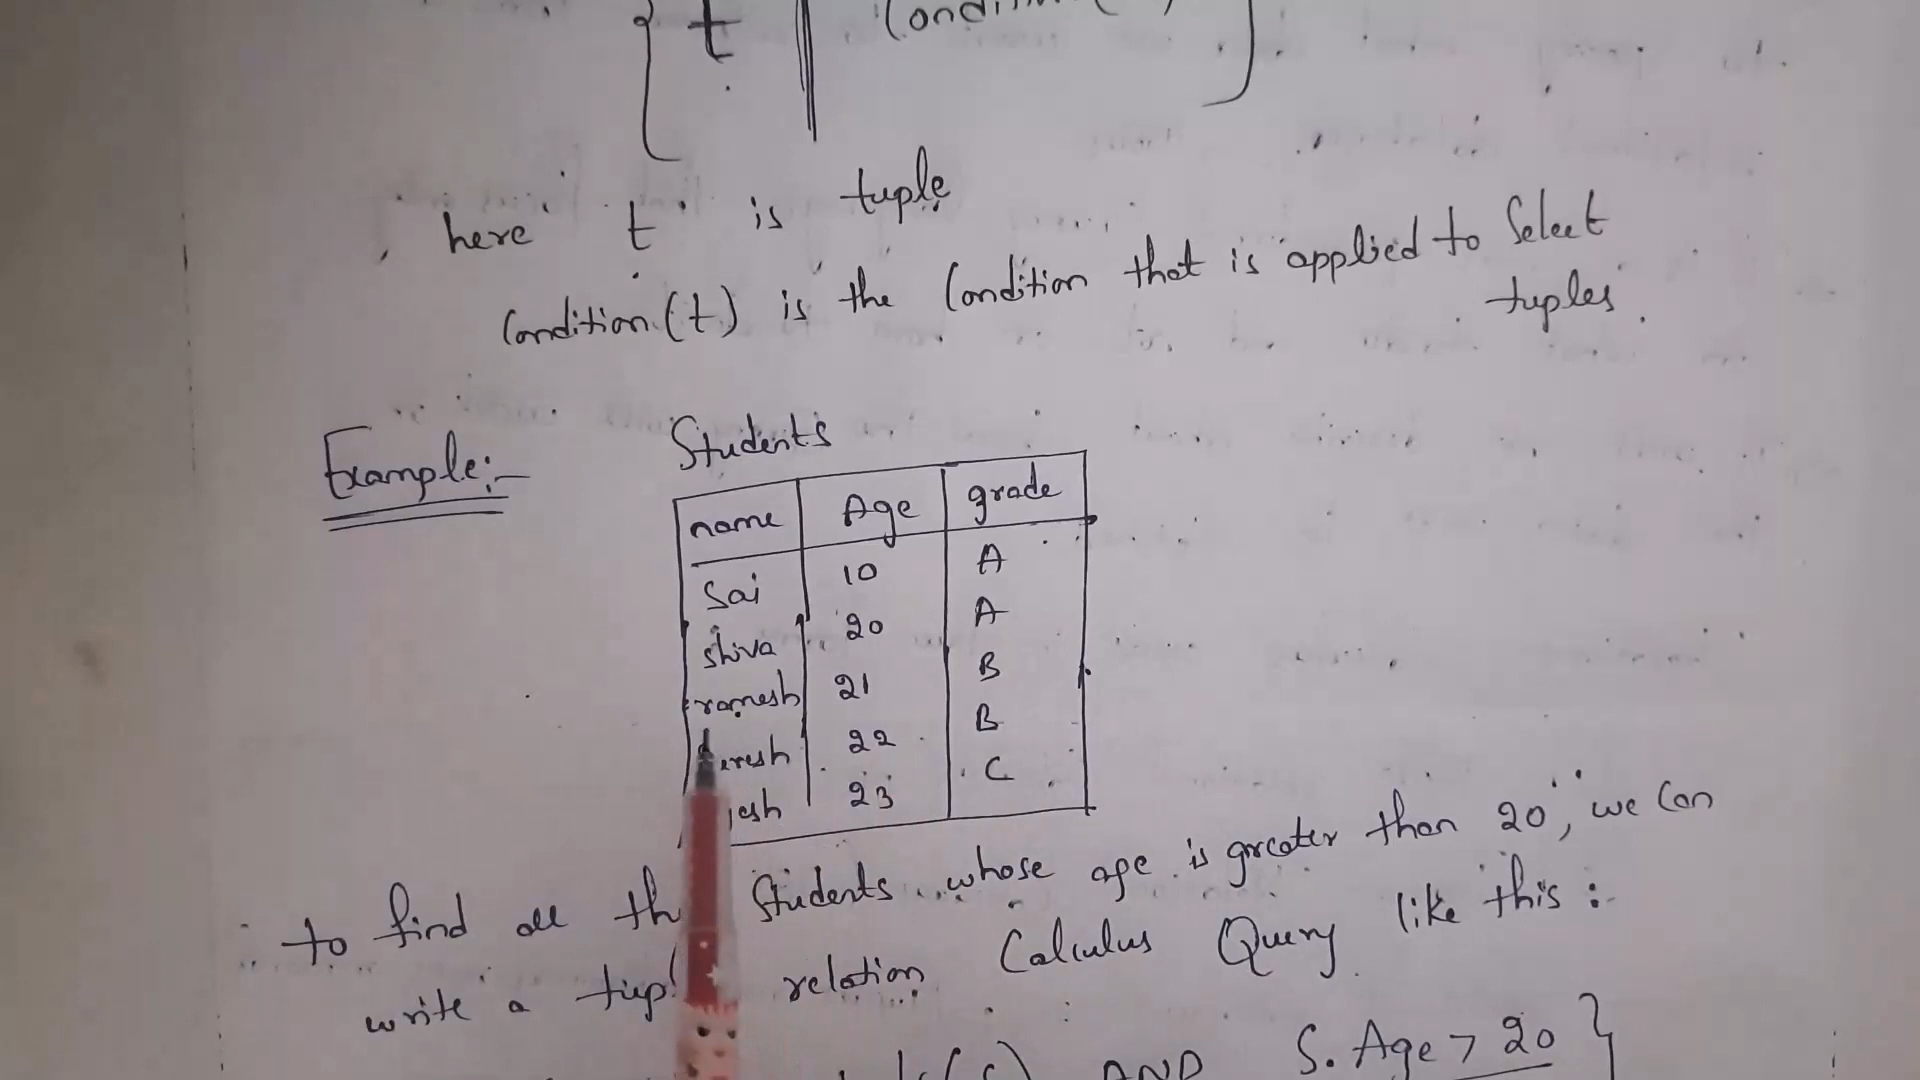 { t | Condi
here t is tuple
Condition (t) is the Condition that is applied to Select
tuples.
Example:-
Students
name Age grade
Sai 10 A
shiva 20 A
ramesh 21 B
22 B
23 C
to find all Students whose age is greater than 20, we Can
write a relation Calculus Query like this :-
AND S. Age > 20 }